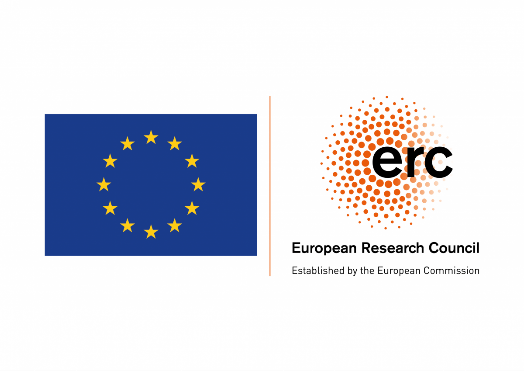 erc
European Research Council
Established by the European Commission